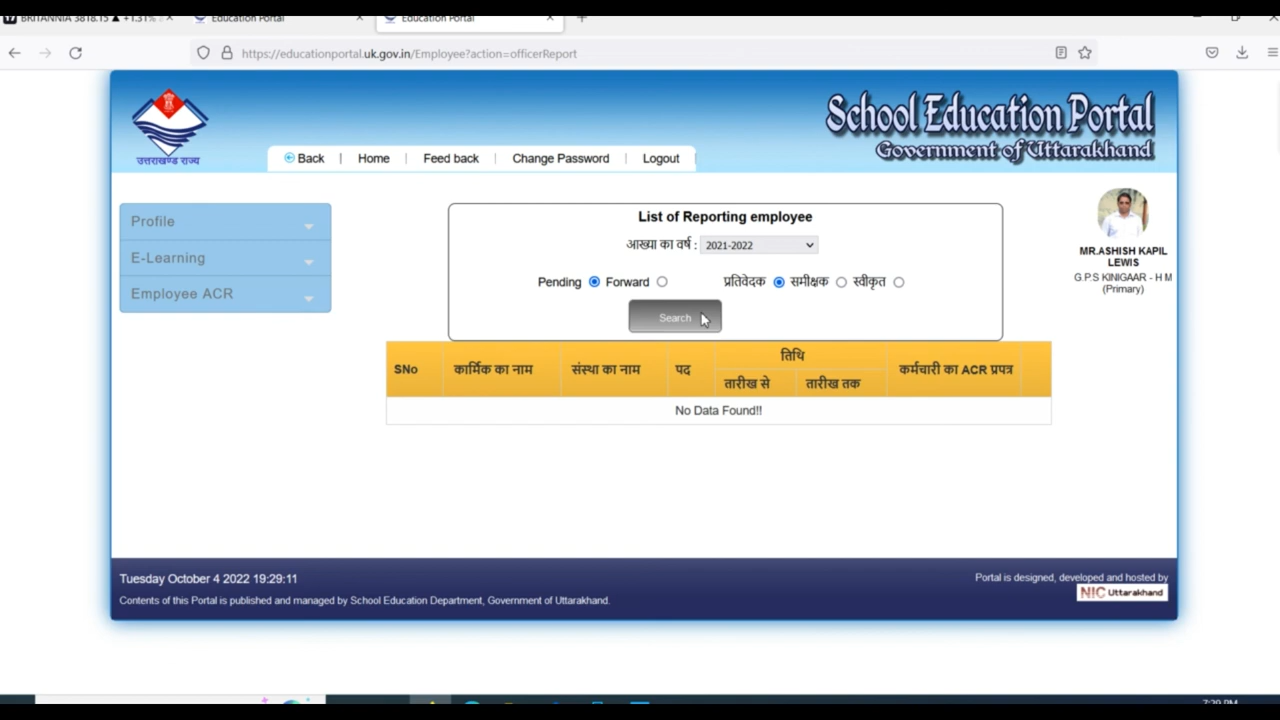 BRITANNIA 3818.15 ▲ +1.31%
Education Portal
Education Portal
https://educationportal.uk.gov.in/Employee?action=officerReport
उत्तराखण्ड राज्य
School Education Portal
Government of Uttarakhand
Back | Home | Feed back | Change Password | Logout
Profile
E-Learning
Employee ACR
List of Reporting employee
आख्या का वर्ष : 2021-2022
Pending Forward प्रतिवेदक समीक्षक स्वीकृत
Search
MR.ASHISH KAPIL
LEWIS
G.P.S KINIGAAR - H M
(Primary)
SNo कार्मिक का नाम संस्था का नाम पद तिथि कर्मचारी का ACR प्रपत्र
तारीख से तारीख तक
No Data Found!!
Tuesday October 4 2022 19:29:11
Contents of this Portal is published and managed by School Education Department, Government of Uttarakhand.
Portal is designed, developed and hosted by
NIC Uttarakhand
7:29 PM